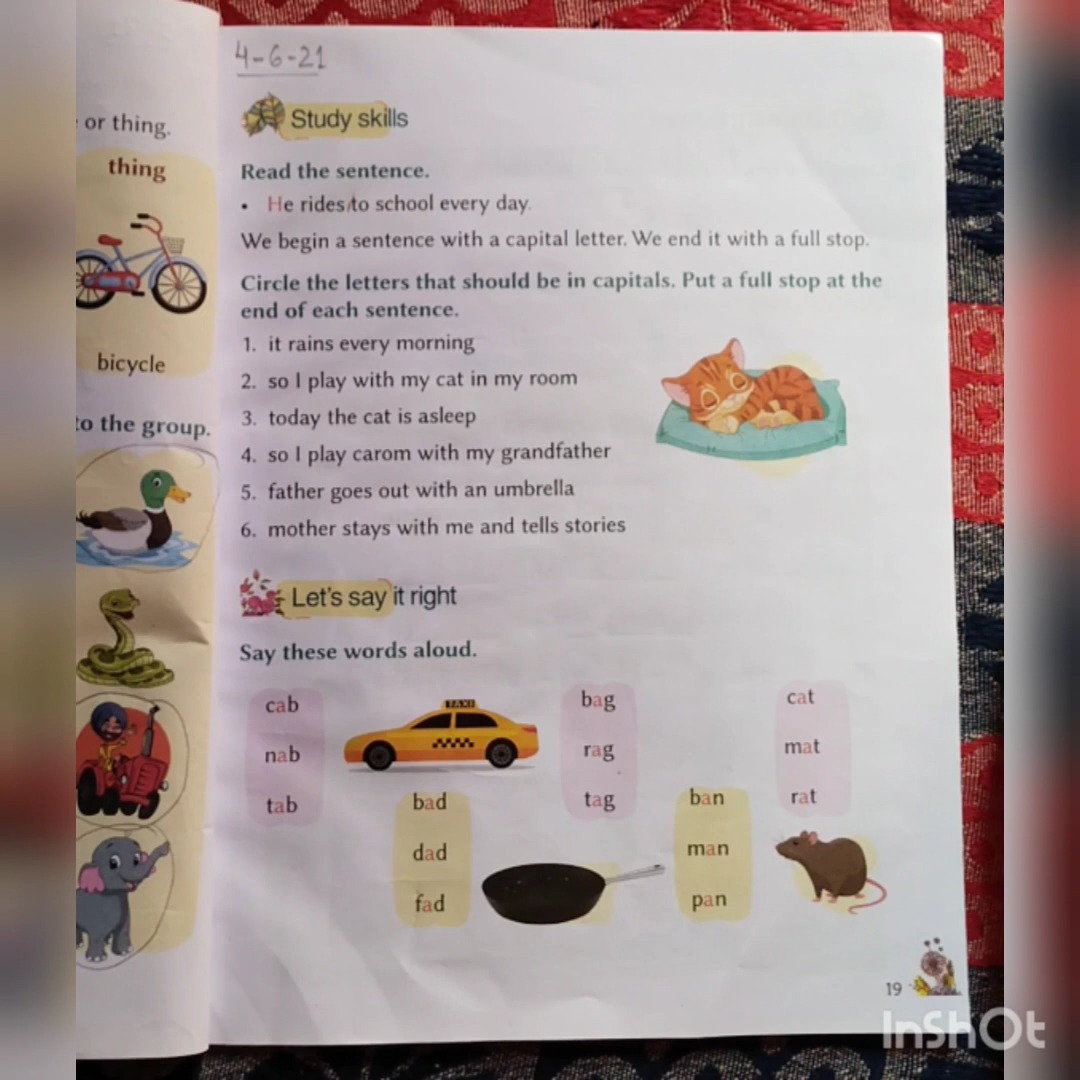 or thing.
thing
bicycle
to the group.
4-6-21
Study skills
Read the sentence.
• He rides to school every day.
We begin a sentence with a capital letter. We end it with a full stop.
Circle the letters that should be in capitals. Put a full stop at the
end of each sentence.
1. it rains every morning
2. so I play with my cat in my room
3. today the cat is asleep
4. so I play carom with my grandfather
5. father goes out with an umbrella
6. mother stays with me and tells stories
Let's say it right
Say these words aloud.
cab
nab
tab
TAXI
bad
dad
fad
bag
rag
tag
ban
man
pan
cat
mat
rat
19
InShOt